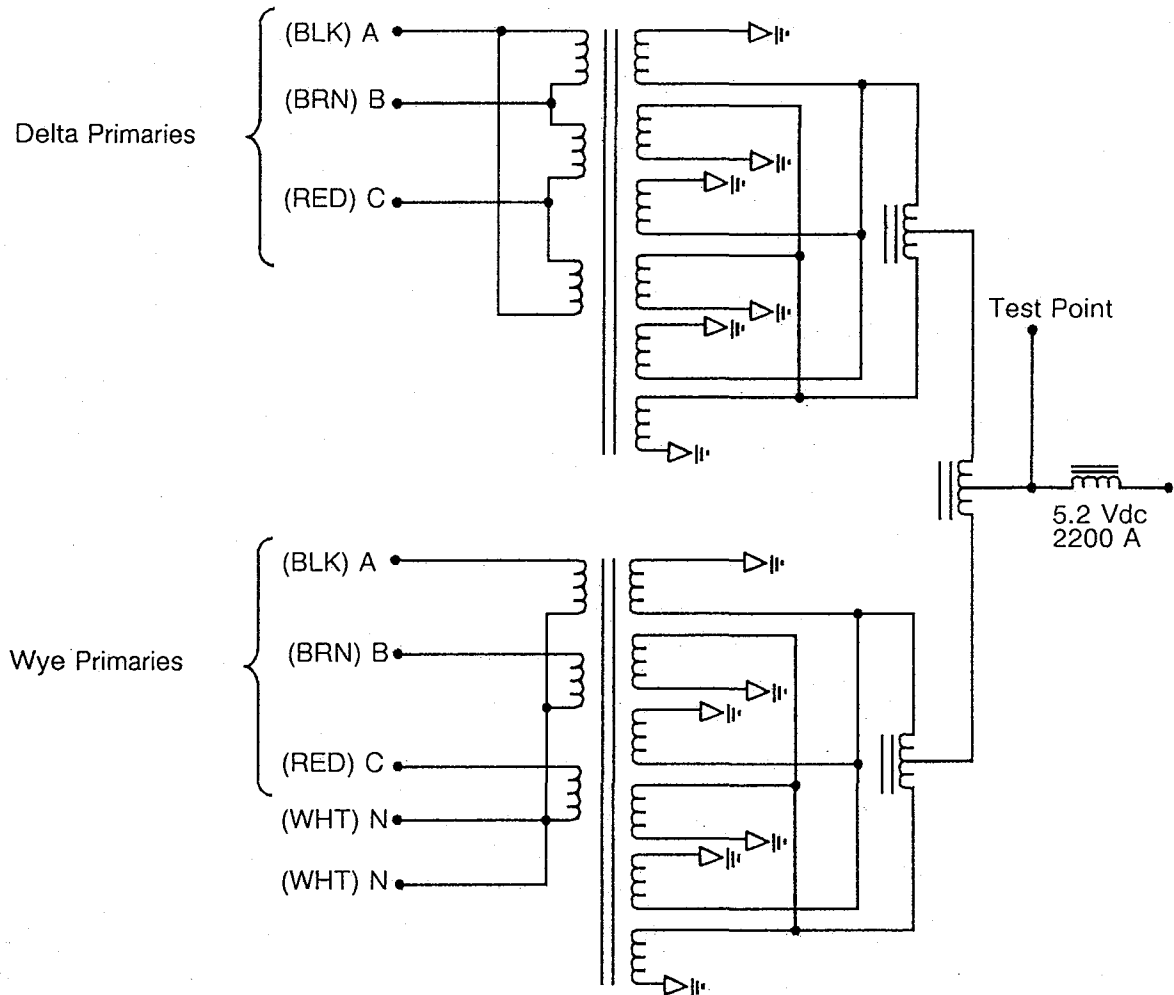 (BLK) A
(BRN) B
Delta Primaries
(RED) C
Test Point
5.2 Vdc
2200 A
(BLK) A
(BRN) B
Wye Primaries
(RED) C
(WHT) N
(WHT) N